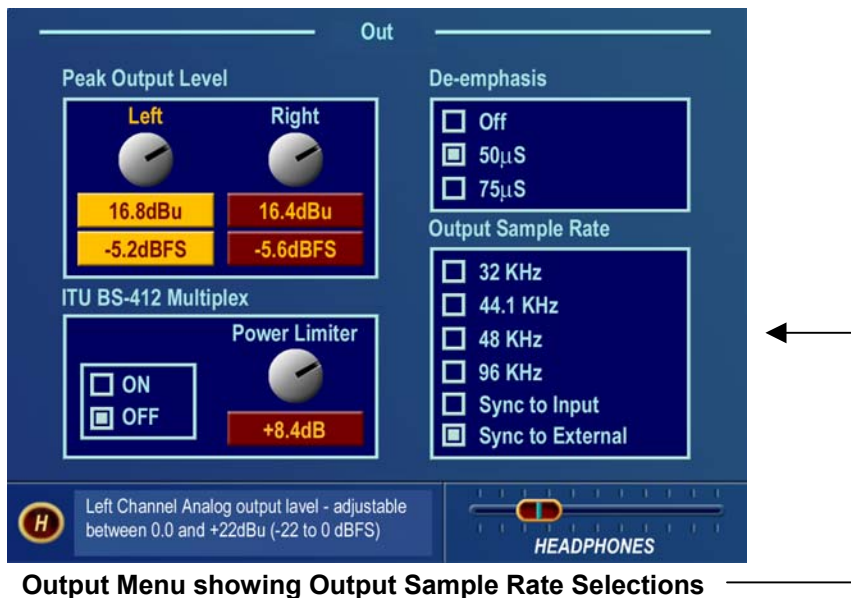 Out
Peak Output Level
Left Right
16.8dBu 16.4dBu
-5.2dBFS -5.6dBFS
ITU BS-412 Multiplex
Power Limiter
ON
OFF
+8.4dB
De-emphasis
Off
50µS
75µS
Output Sample Rate
32 KHz
44.1 KHz
48 KHz
96 KHz
Sync to Input
Sync to External
H
Left Channel Analog output lavel - adjustable
between 0.0 and +22dBu (-22 to 0 dBFS)
HEADPHONES
Output Menu showing Output Sample Rate Selections